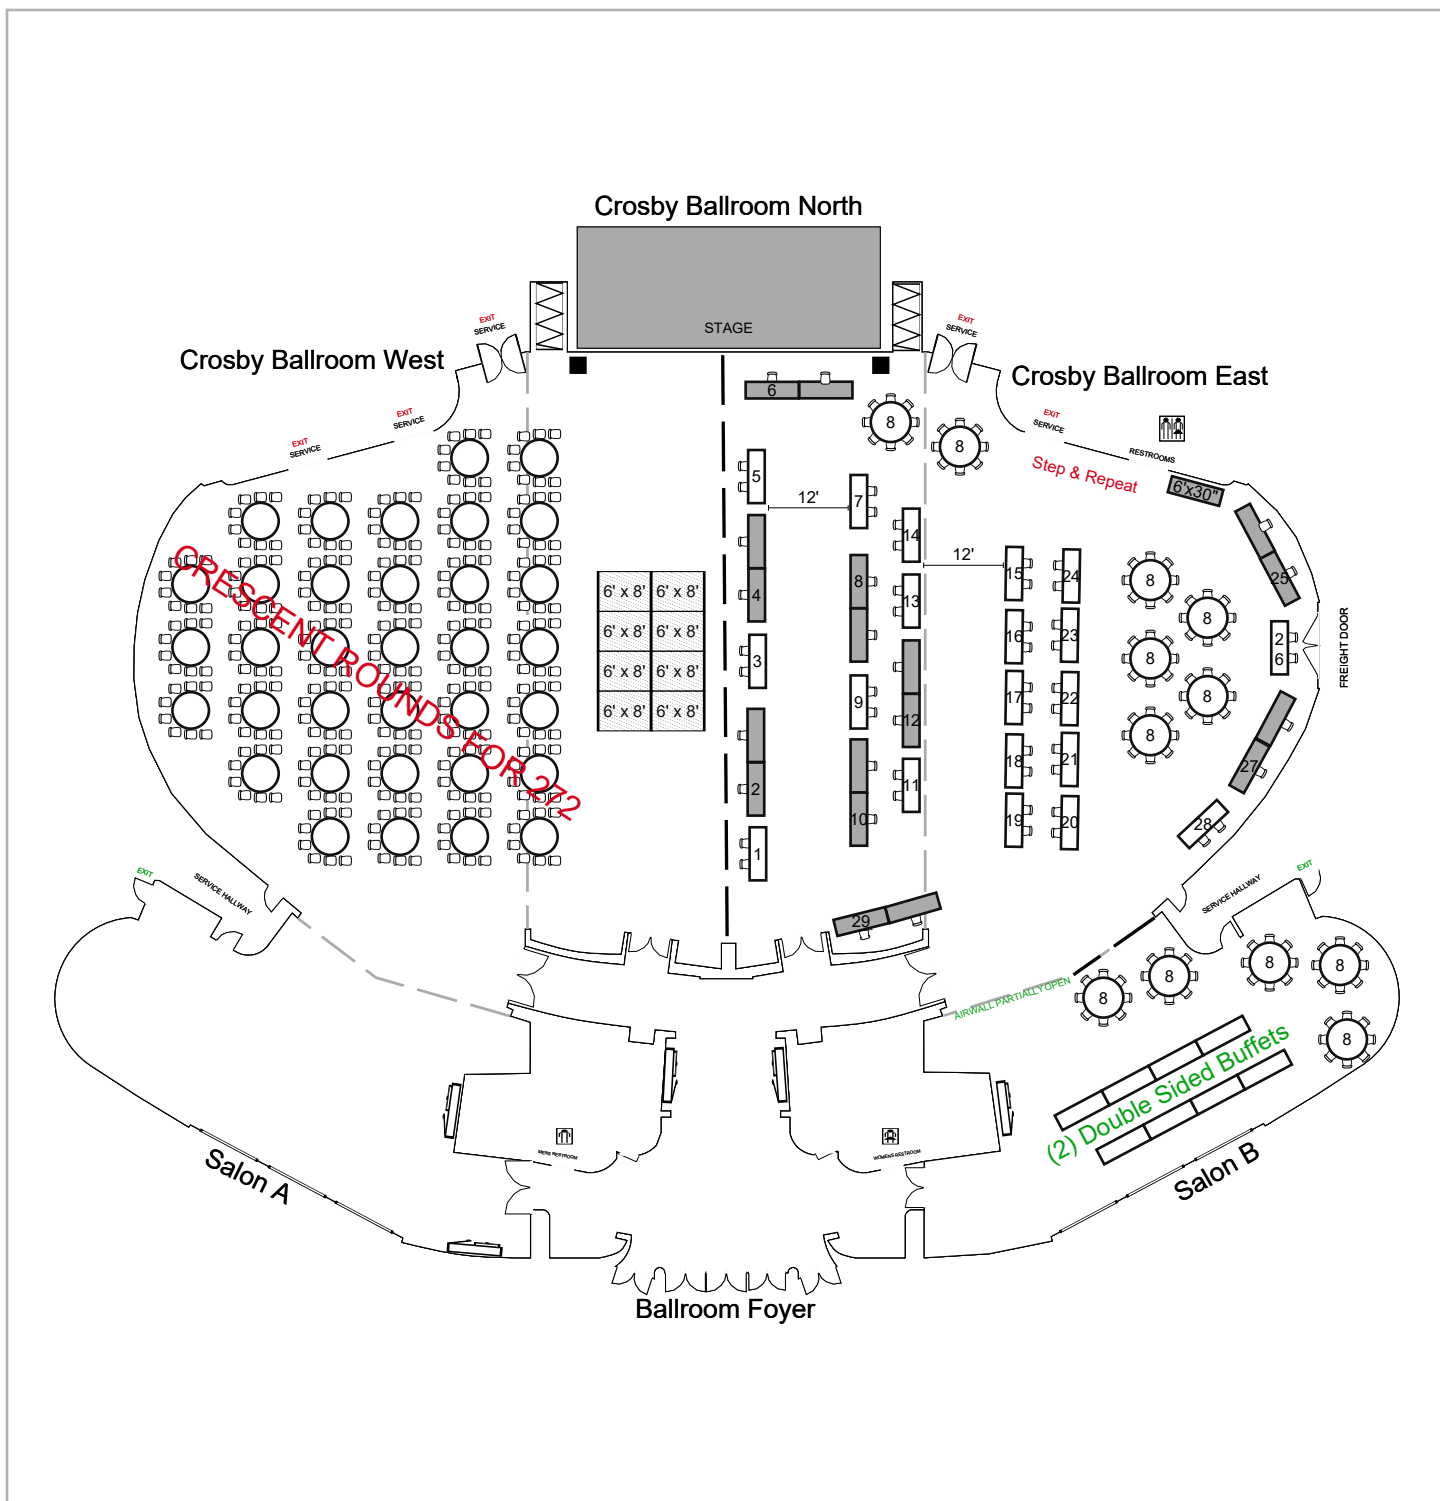 Crosby Ballroom North
STAGE
EXIT
SERVICE
EXIT
SERVICE
Crosby Ballroom West
Crosby Ballroom East
EXIT
SERVICE
EXIT
SERVICE
EXIT
SERVICE
RESTROOMS
Step & Repeat
6'x30"
6
8
8
5
12'
7
14
12'
15
24
25
CRESCENT ROUNDS FOR 272
6' x 8'
6' x 8'
6' x 8'
6' x 8'
6' x 8'
6' x 8'
6' x 8'
6' x 8'
4
8
13
16
23
8
8
8
8
8
2
6
FREIGHT DOOR
3
9
12
17
22
2
10
11
18
21
27
28
1
19
20
29
EXIT
SERVICE HALLWAY
SERVICE HALLWAY
EXIT
8
8
8
8
8
AIRWALL PARTIALLY OPEN
(2) Double Sided Buffets
MENS RESTROOM
WOMENS RESTROOM
Salon A
Salon B
Ballroom Foyer